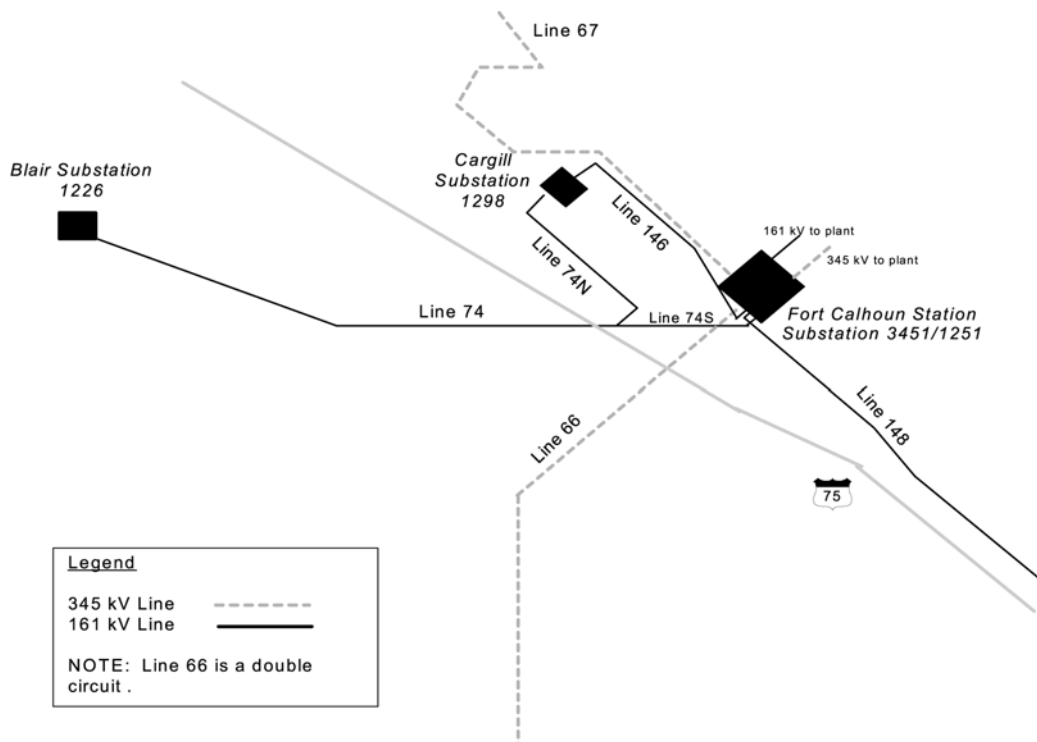 Line 67
Blair Substation
1226
Cargill
Substation
1298
Line 146
161 kV to plant
345 kV to plant
Line 74N
Line 74
Line 74S
Fort Calhoun Station
Substation 3451/1251
Line 66
Line 148
75
Legend
345 kV Line
161 kV Line
NOTE: Line 66 is a double
circuit .